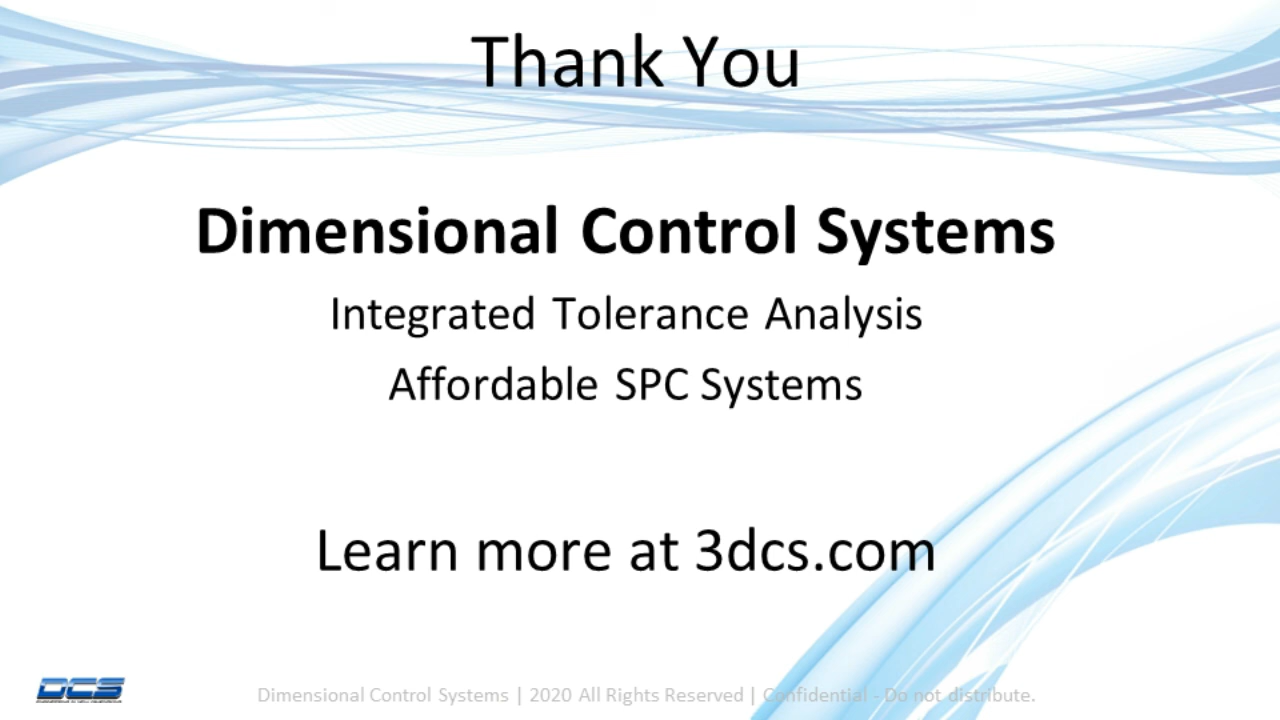 Thank You
Dimensional Control Systems
Integrated Tolerance Analysis
Affordable SPC Systems
Learn more at 3dcs.com
DCS
Dimensional Control Systems | 2020 All Rights Reserved | Confidential - Do not distribute.